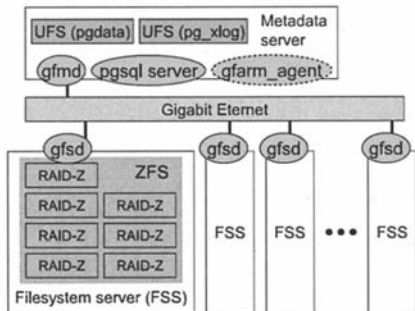 UFS (pgdata) UFS (pg_xlog) Metadata
server
gfmd pgsql server gfarm_agent
Gigabit Eternet
gfsd gfsd gfsd gfsd
RAID-Z ZFS
RAID-Z RAID-Z
RAID-Z RAID-Z
RAID-Z RAID-Z
FSS FSS ••• FSS
Filesystem server (FSS)